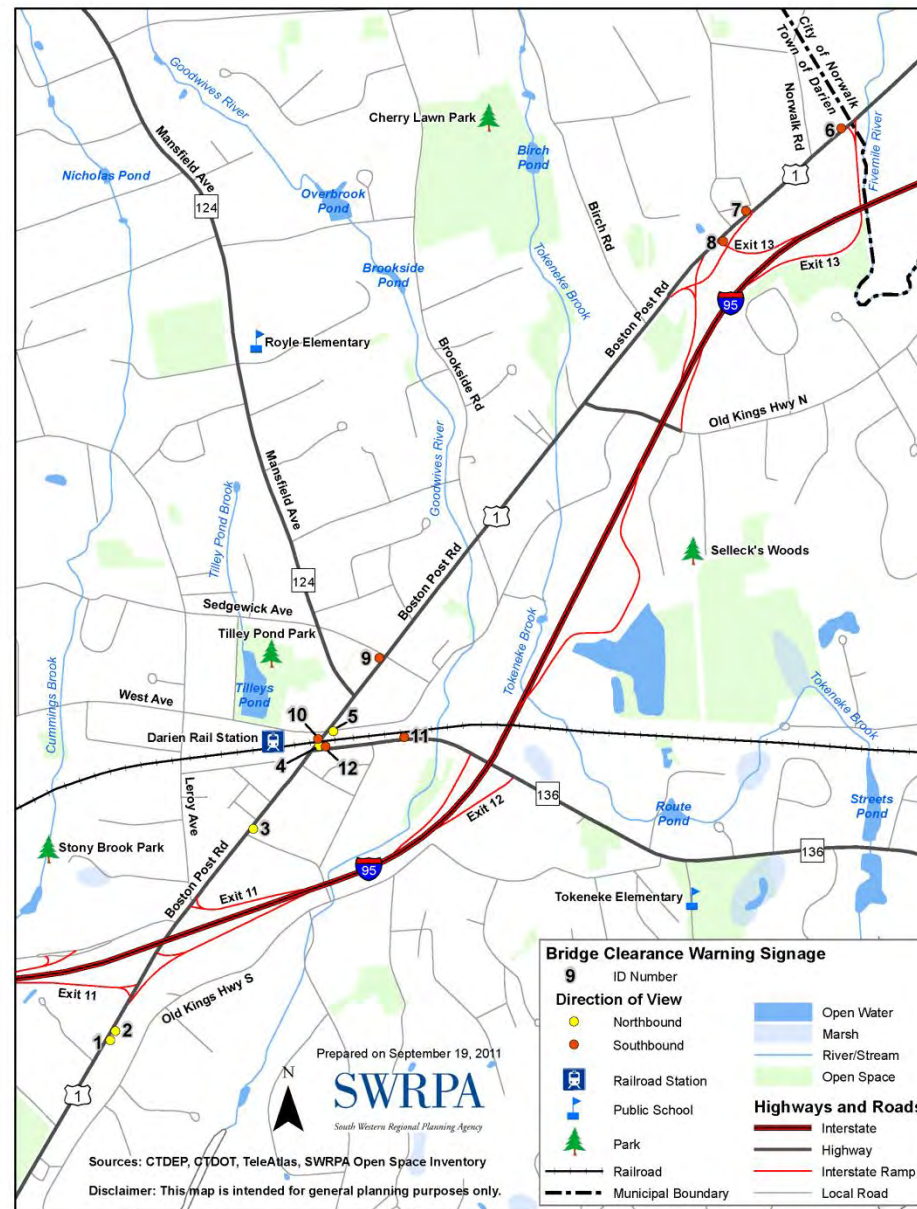 City of Norwalk
Town of Darien
Goodwives River
Cherry Lawn Park
Norwalk Rd
6
Mansfield Ave
Birch Pond
1
Fivemile River
Nicholas Pond
Overbrook Pond
124
Birch Rd
7
8
Exit 13
Exit 13
Brookside Pond
Tokeneke Brook
Boston Post Rd
95
Royle Elementary
Brookside Rd
Old Kings Hwy N
Mansfield Ave
Goodwives River
Tilley Pond Brook
1
Selleck's Woods
124
Boston Post Rd
Sedgewick Ave
Tilley Pond Park
9
Tokeneke Brook
Tokeneke Brook
Cummings Brook
West Ave
Tilleys Pond
10
5
Darien Rail Station
11
4
12
Leroy Ave
136
Exit 12
Route Pond
Streets Pond
3
Stony Brook Park
Boston Post Rd
95
136
Exit 11
Tokeneke Elementary
Exit 11
Old Kings Hwy S
2
1
1
Prepared on September 19, 2011
N
SWRPA
South Western Regional Planning Agency
Sources: CTDEP, CTDOT, TeleAtlas, SWRPA Open Space Inventory
Disclaimer: This map is intended for general planning purposes only.
Bridge Clearance Warning Signage
9 ID Number
Direction of View
Northbound
Southbound
Railroad Station
Public School
Park
Railroad
Municipal Boundary
Open Water
Marsh
River/Stream
Open Space
Highways and Roads
Interstate
Highway
Interstate Ramp
Local Road